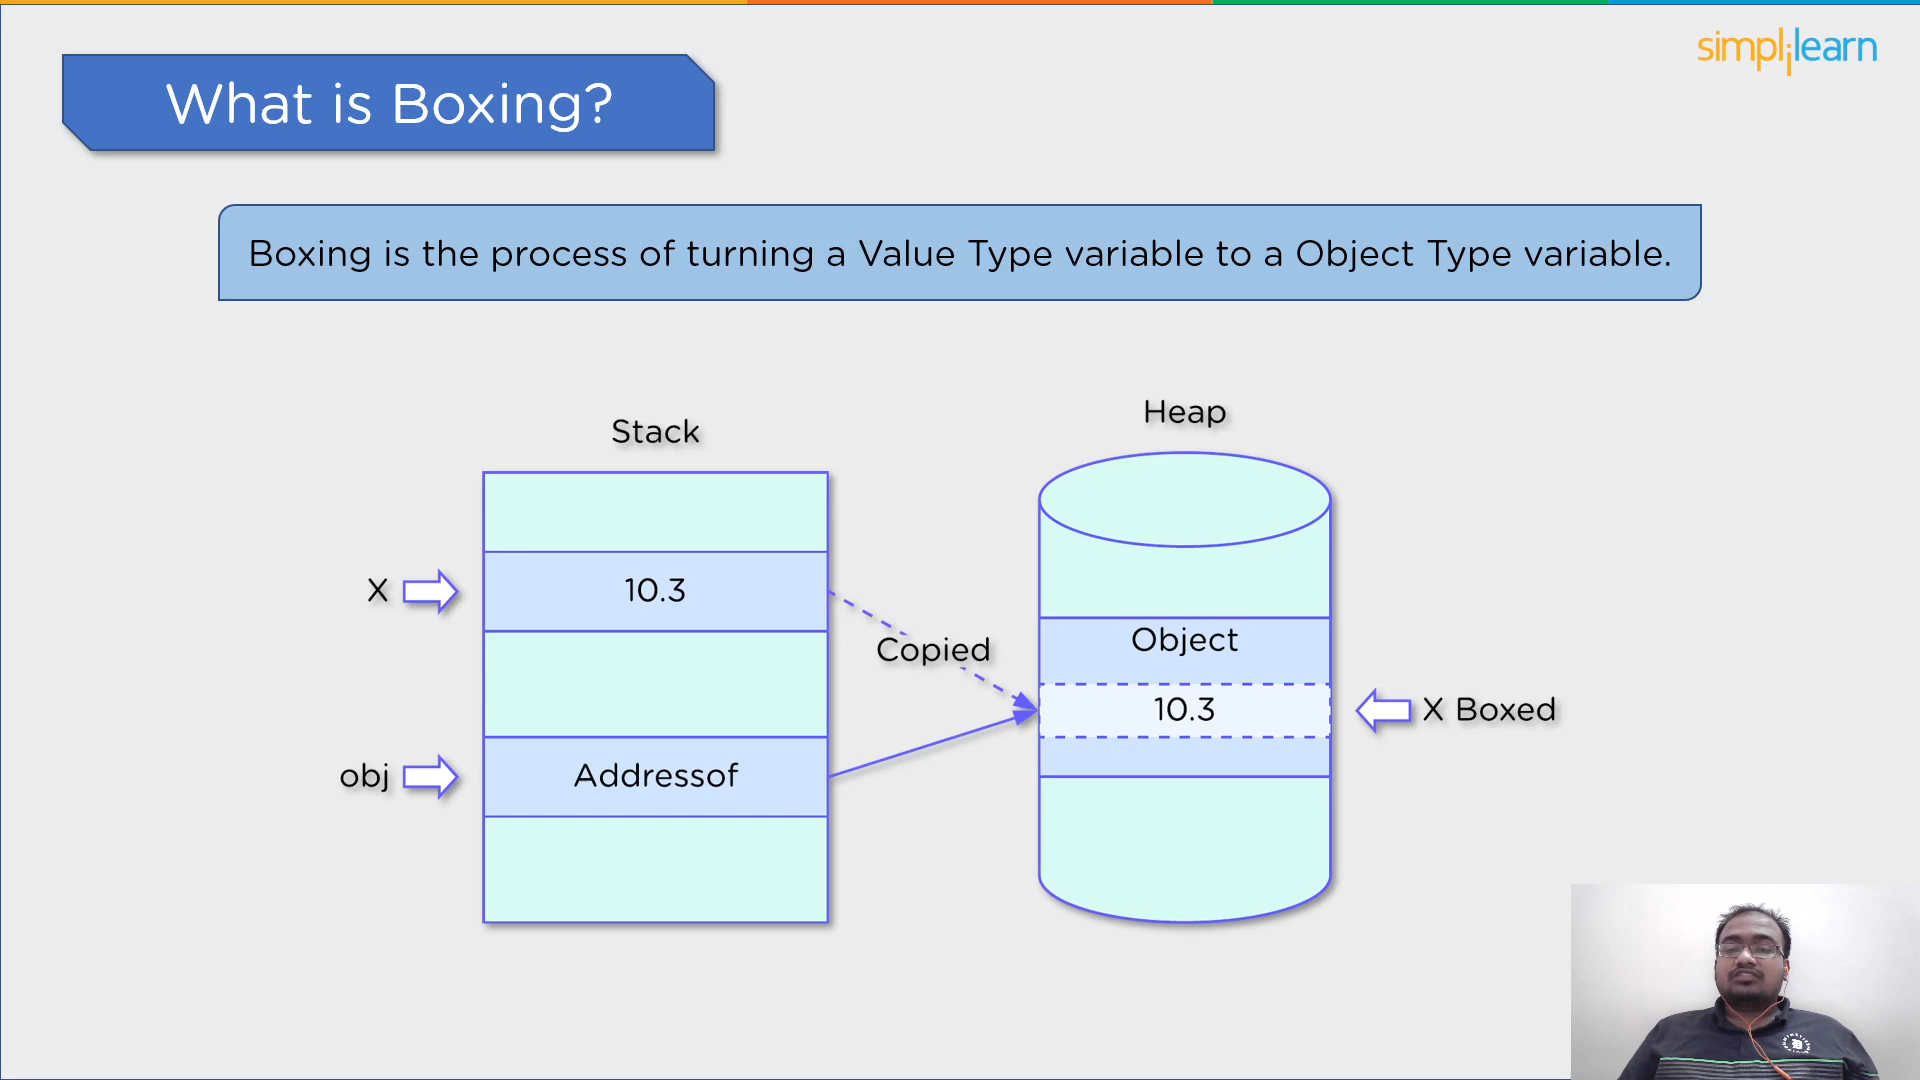 simplilearn
What is Boxing?
Boxing is the process of turning a Value Type variable to a Object Type variable.
Stack
Heap
X
10.3
Copied
Object
10.3
X Boxed
obj
Addressof